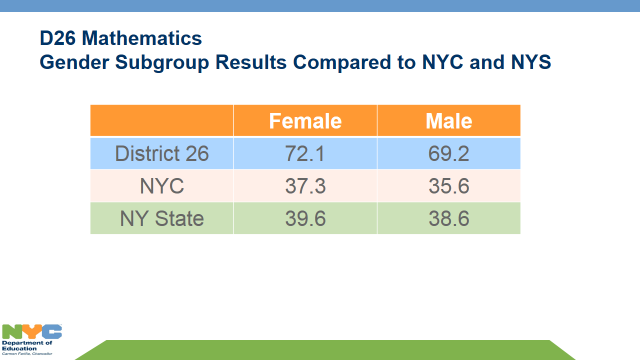 D26 Mathematics
Gender Subgroup Results Compared to NYC and NYS
Female Male
District 26 72.1 69.2
NYC 37.3 35.6
NY State 39.6 38.6
NYC
Department of
Education
Carmen Fariña, Chancellor